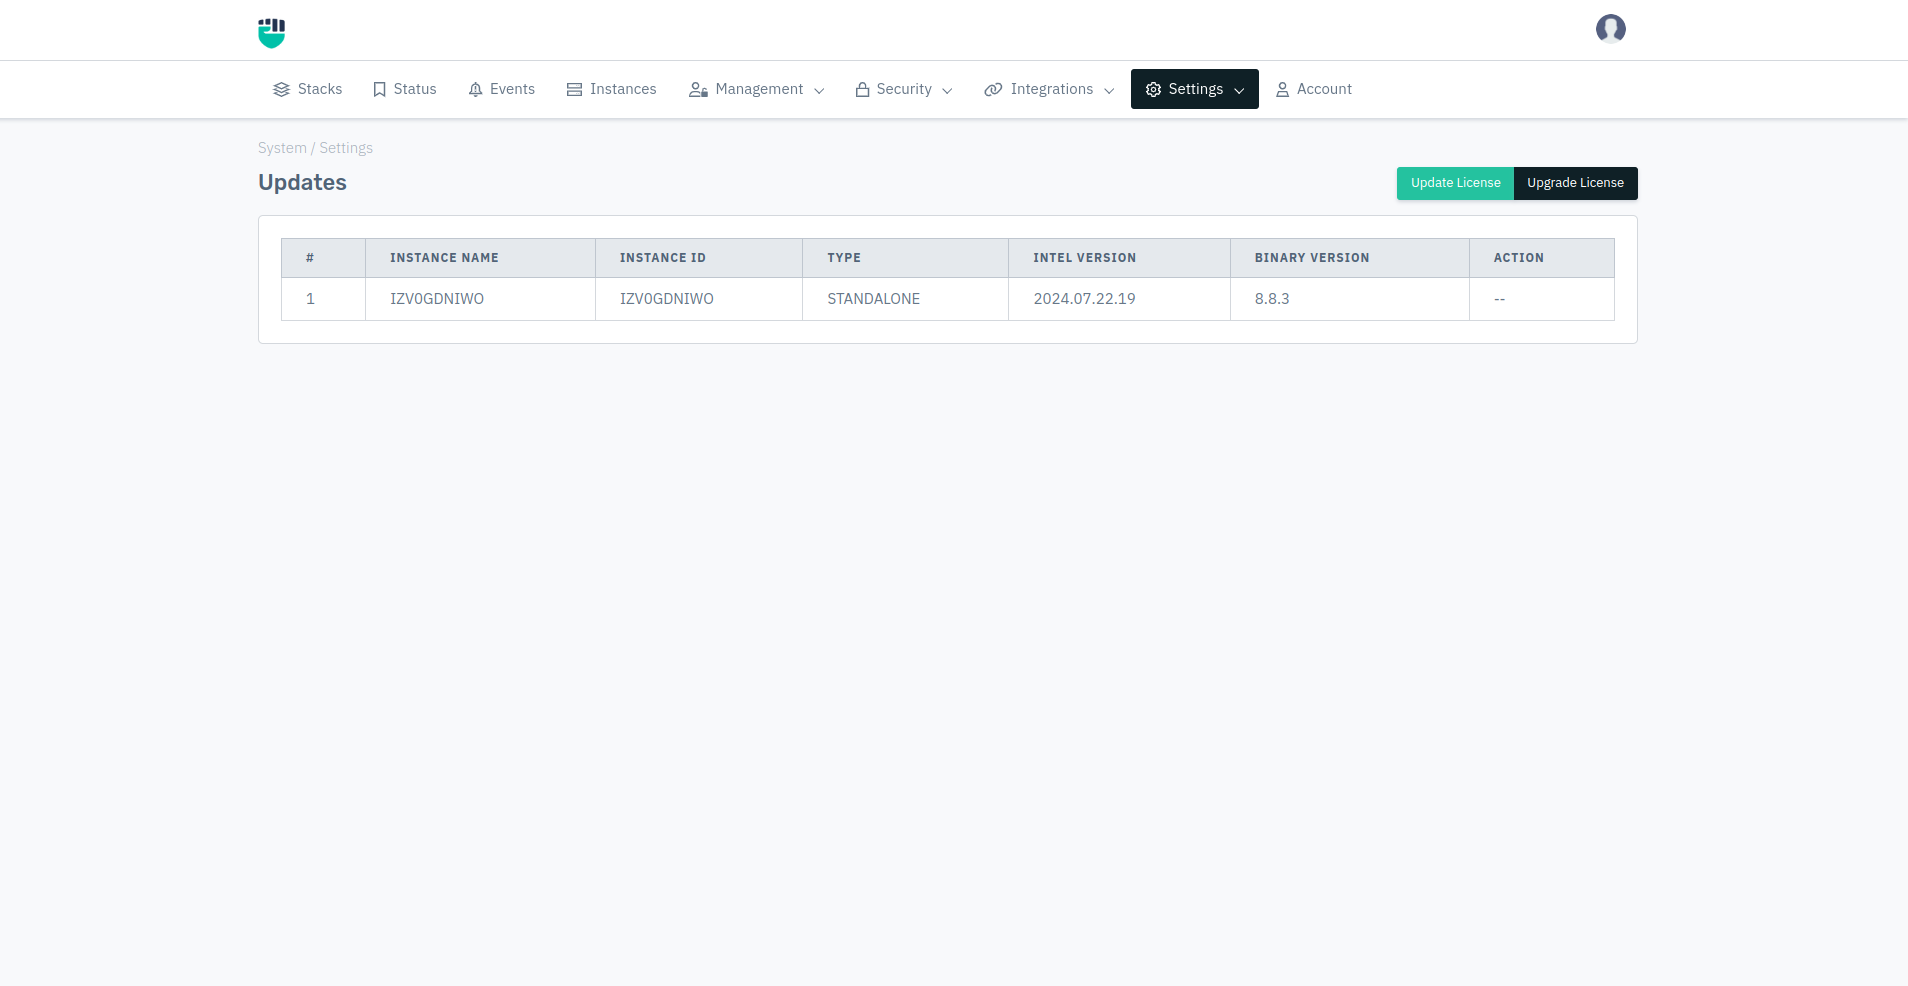 Stacks Status Events Instances Management Security Integrations Settings Account
System / Settings
Updates
Update License Upgrade License
# INSTANCE NAME INSTANCE ID TYPE INTEL VERSION BINARY VERSION ACTION
1 IZV0GDNIWO IZV0GDNIWO STANDALONE 2024.07.22.19 8.8.3 --